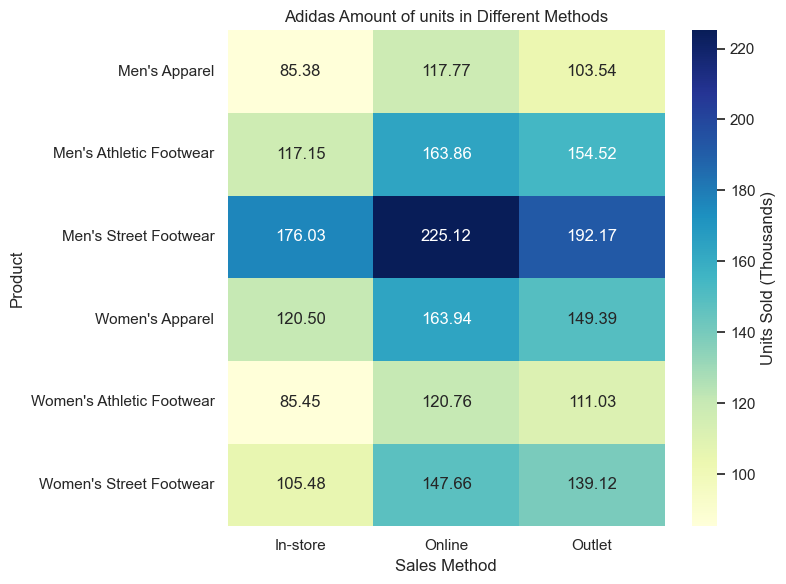 Adidas Amount of units in Different Methods
Men's Apparel 85.38 117.77 103.54
Men's Athletic Footwear 117.15 163.86 154.52
Men's Street Footwear 176.03 225.12 192.17
Women's Apparel 120.50 163.94 149.39
Women's Athletic Footwear 85.45 120.76 111.03
Women's Street Footwear 105.48 147.66 139.12
In-store Online Outlet
Sales Method
Product
220
200
180
160
140
120
100
Units Sold (Thousands)